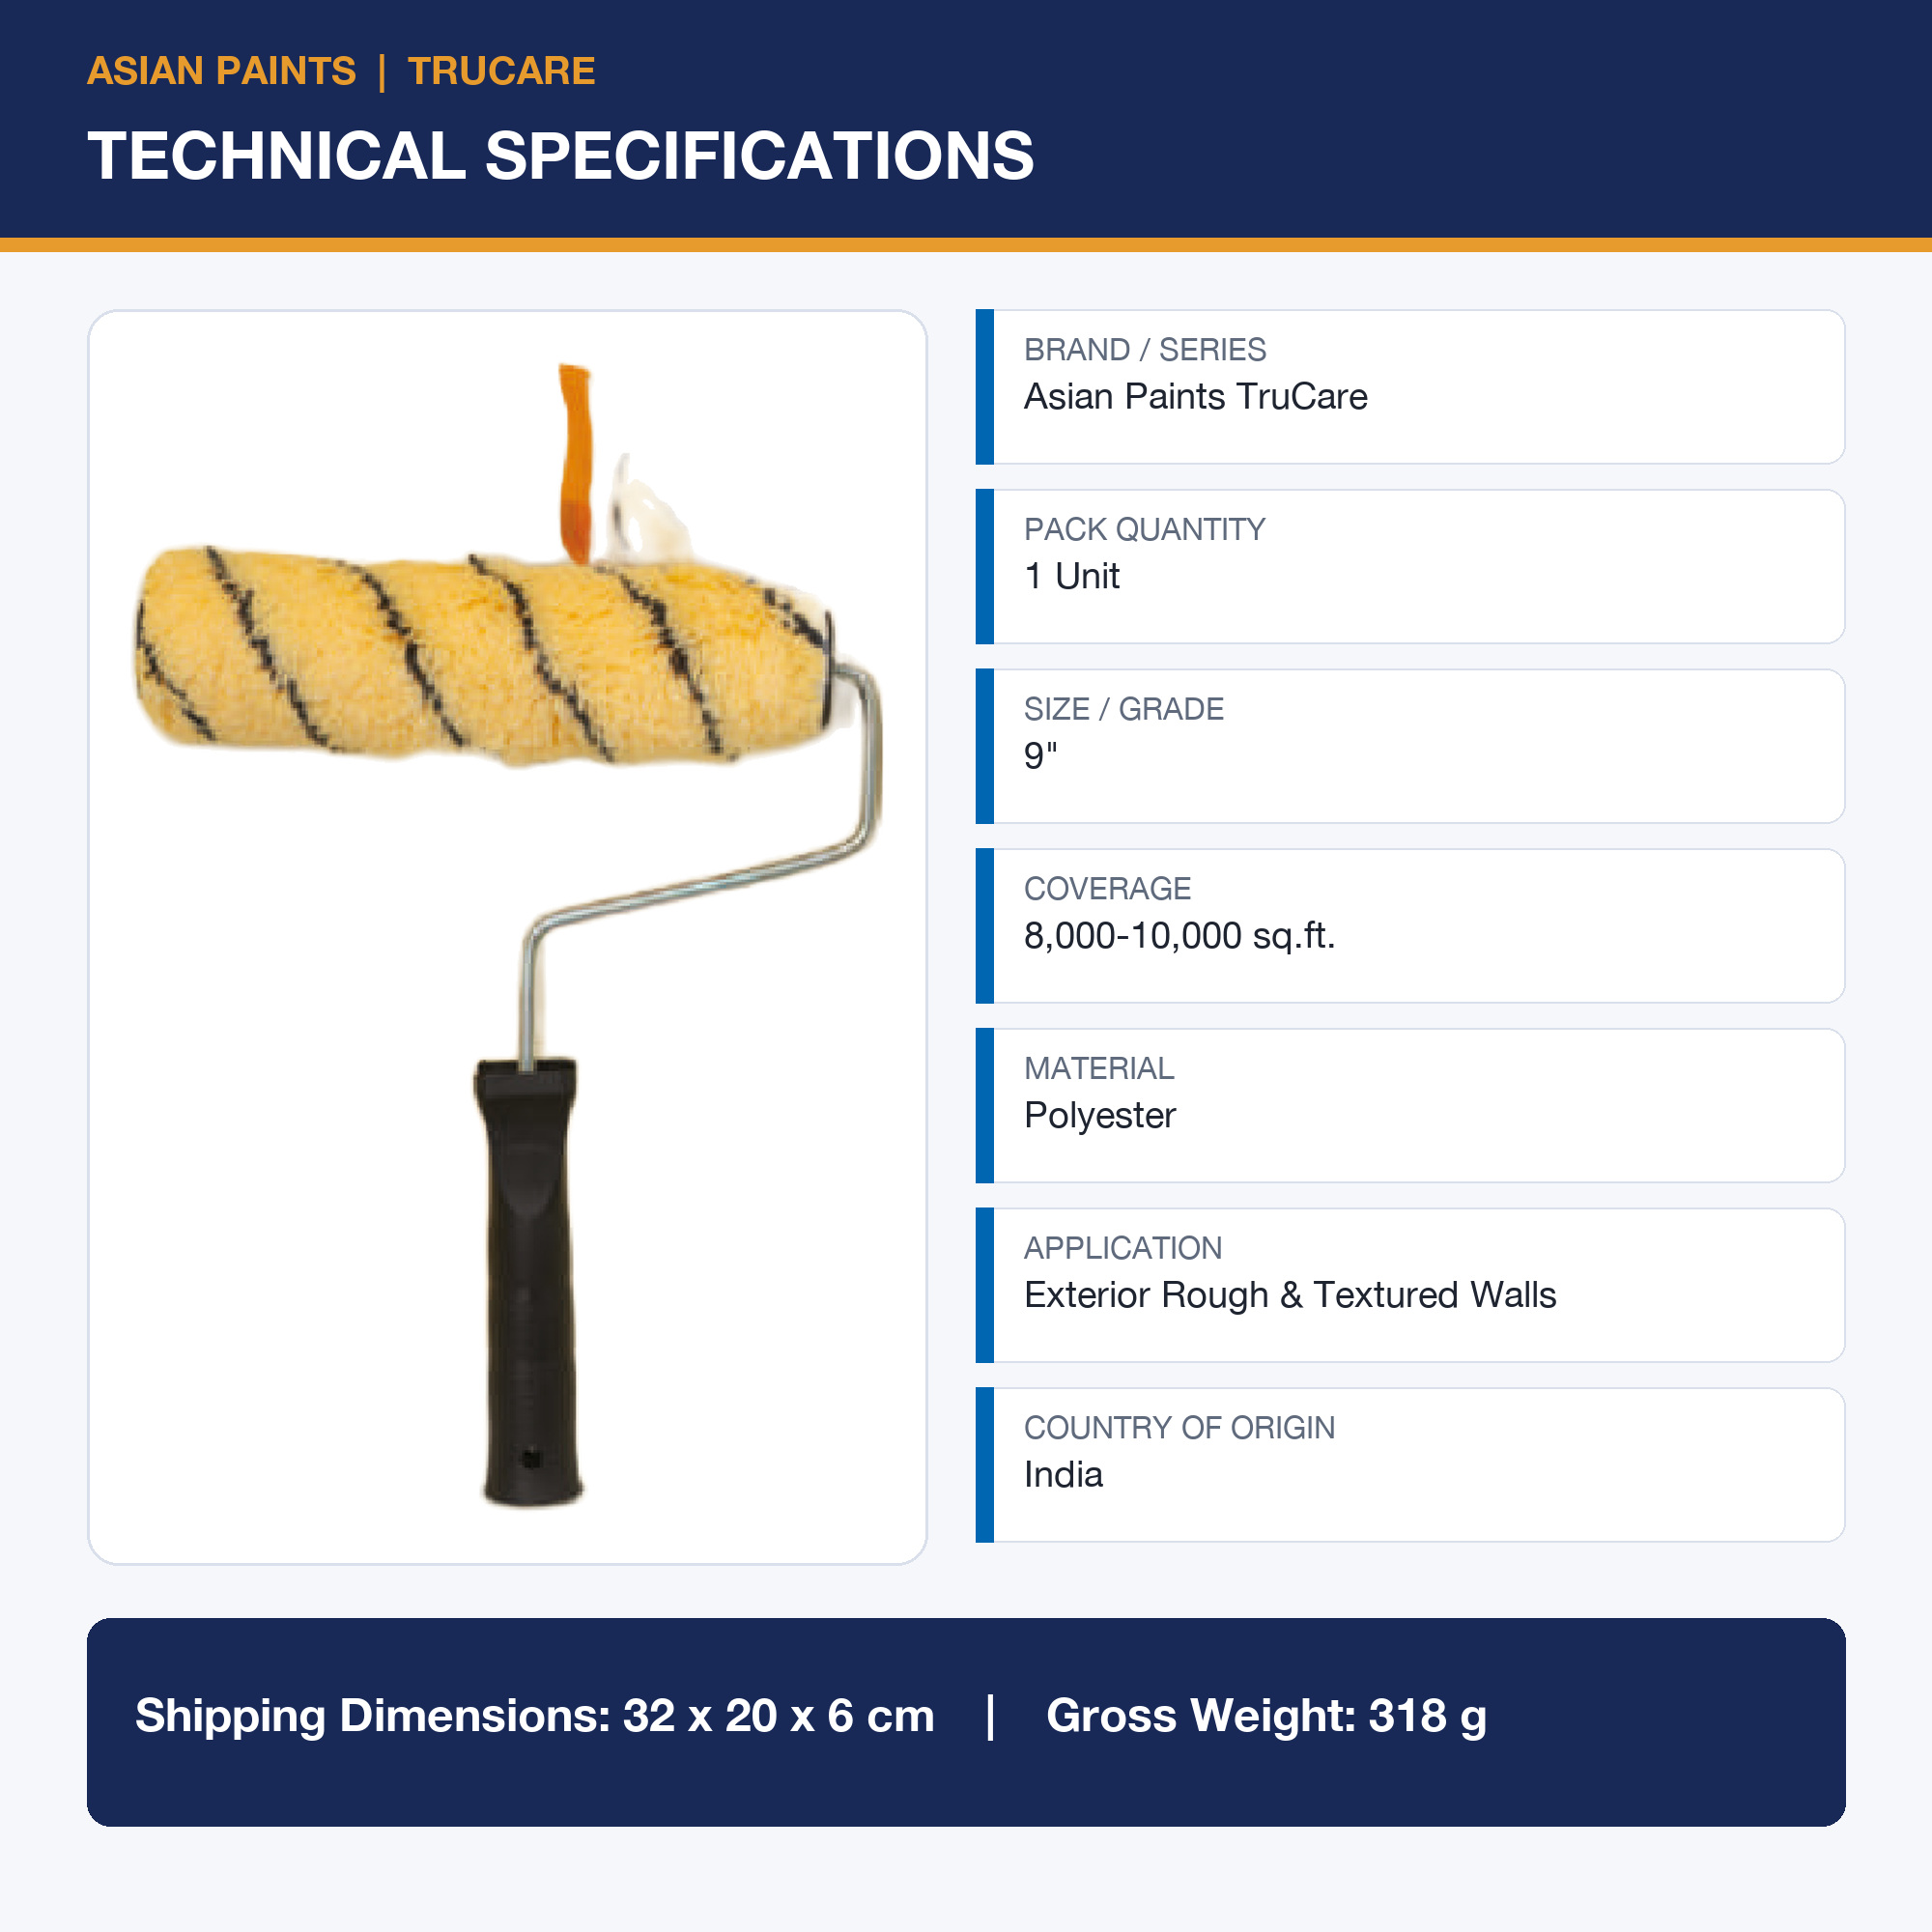 ASIAN PAINTS | TRUCARE
TECHNICAL SPECIFICATIONS
BRAND / SERIES
Asian Paints TruCare
PACK QUANTITY
1 Unit
SIZE / GRADE
9"
COVERAGE
8,000-10,000 sq.ft.
MATERIAL
Polyester
APPLICATION
Exterior Rough & Textured Walls
COUNTRY OF ORIGIN
India
Shipping Dimensions: 32 x 20 x 6 cm | Gross Weight: 318 g